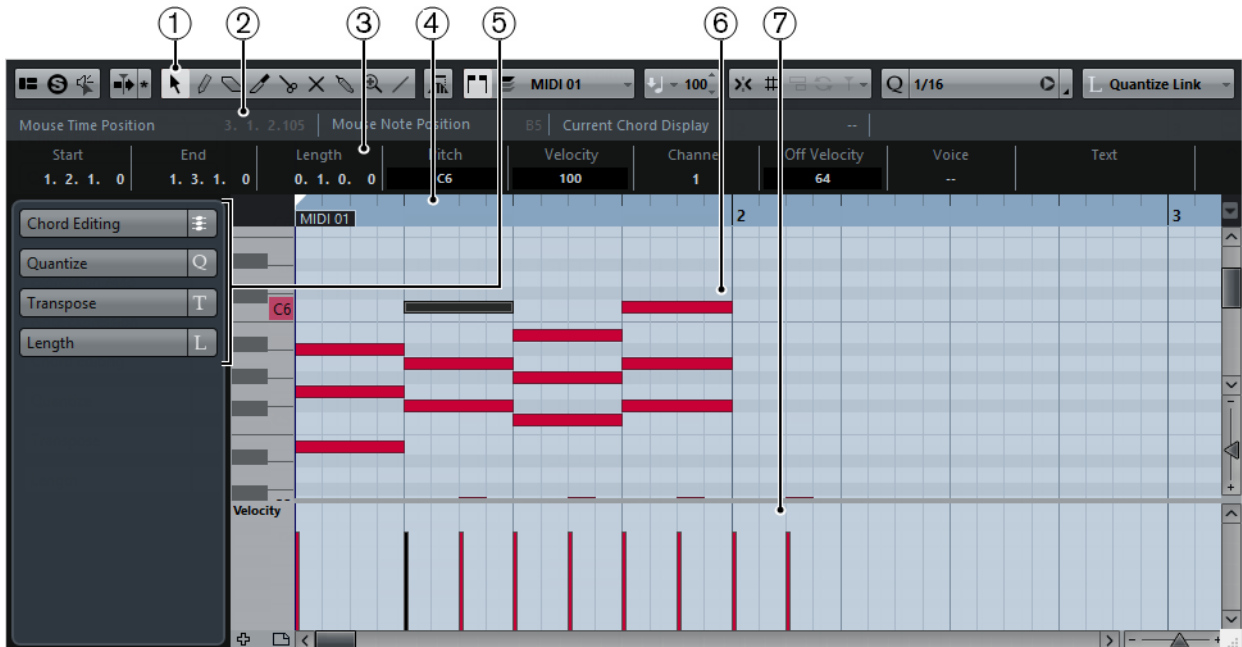 1 2 3 4 5 6 7
S MIDI 01 100 Q 1/16 L Quantize Link
Mouse Time Position 3. 1. 2.105 Mouse Note Position B5 Current Chord Display --
Start End Length Pitch Velocity Channel Off Velocity Voice Text
1. 2. 1. 0 1. 3. 1. 0 0. 1. 0. 0 C6 100 1 64 --
Chord Editing
Quantize Q
Transpose T
Length L
MIDI 01 2 3
C6
Velocity